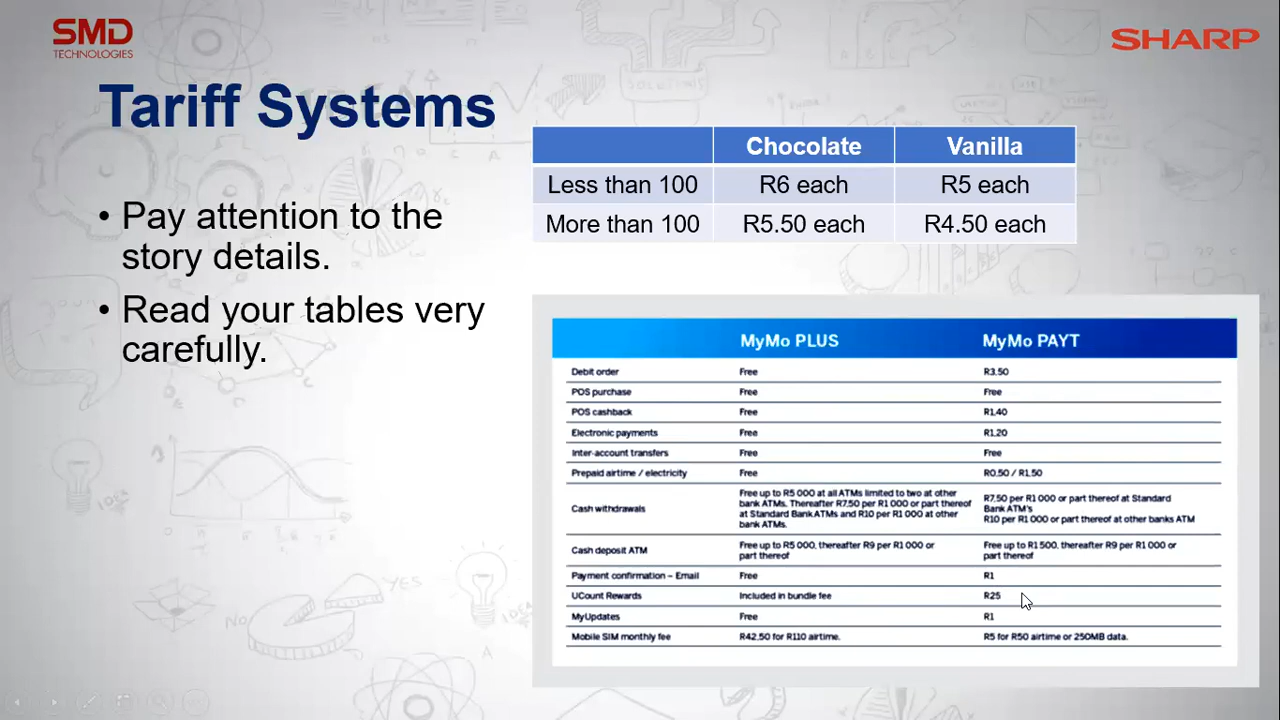 SMD
TECHNOLOGIES
SHARP
Tariff Systems
• Pay attention to the
story details.
• Read your tables very
carefully.
Chocolate Vanilla
Less than 100 R6 each R5 each
More than 100 R5.50 each R4.50 each
MyMo PLUS MyMo PAYT
Debit order Free R3.50
POS purchase Free Free
POS cashback Free R1,40
Electronic payments Free R1,20
Inter-account transfers Free Free
Prepaid airtime / electricity Free R0.50 / R1.50
Cash withdrawals
Free up to R5 000 at all ATMs limited to two at other
bank ATMs. Thereafter R7,50 per R1 000 or part thereof
at Standard Bank ATMs and R10 per R1 000 at other
bank ATMs.
R7,50 per R1 000 or part thereof at Standard
Bank ATM's
R10 per R1 000 or part thereof at other banks ATM
Cash deposit ATM
Free up to R5 000, thereafter R9 per R1 000 or
part thereof
Free up to R1 500, thereafter R9 per R1 000 or
part thereof
Payment confirmation – Email Free R1
UCount Rewards Included in bundle fee R25
MyUpdates Free R1
Mobile SIM monthly fee R42,50 for R110 airtime. R5 for R50 airtime or 250MB data.
SOLUTIONS
YES
NO
IDEA
A